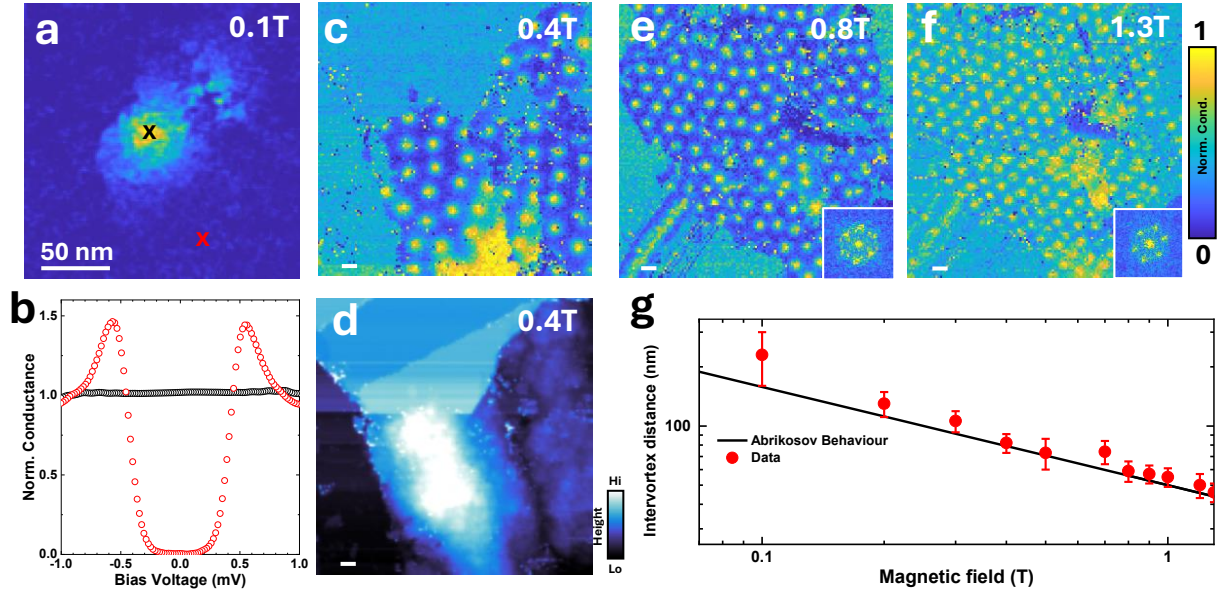 a
0.1T
x
x
50 nm
c
0.4T
e
0.8T
f
1.3T
1
Norm. Cond.
0
b
1.5
1.0
0.5
0.0
Norm. Conductance
-1.0 -0.5 0.0 0.5 1.0
Bias Voltage (mV)
d
0.4T
Hi
Height
Lo
g
Intervortex distance (nm)
100
Abrikosov Behaviour
Data
0.1 1
Magnetic field (T)